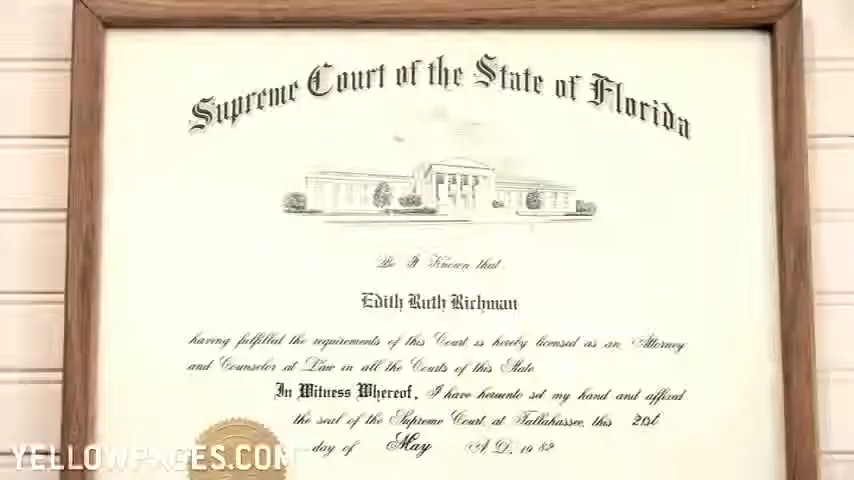 Supreme Court of the State of Florida
Be It Known that
Edith Ruth Richman
having fulfilled the requirements of this Court is hereby licensed as an Attorney
and Counselor at Law in all the Courts of this State
In Witness Whereof, I have hereunto set my hand and affixed
the seal of the Supreme Court, at Tallahassee, this 21st
day of May A.D., 19 82
YELLOWPAGES.COM